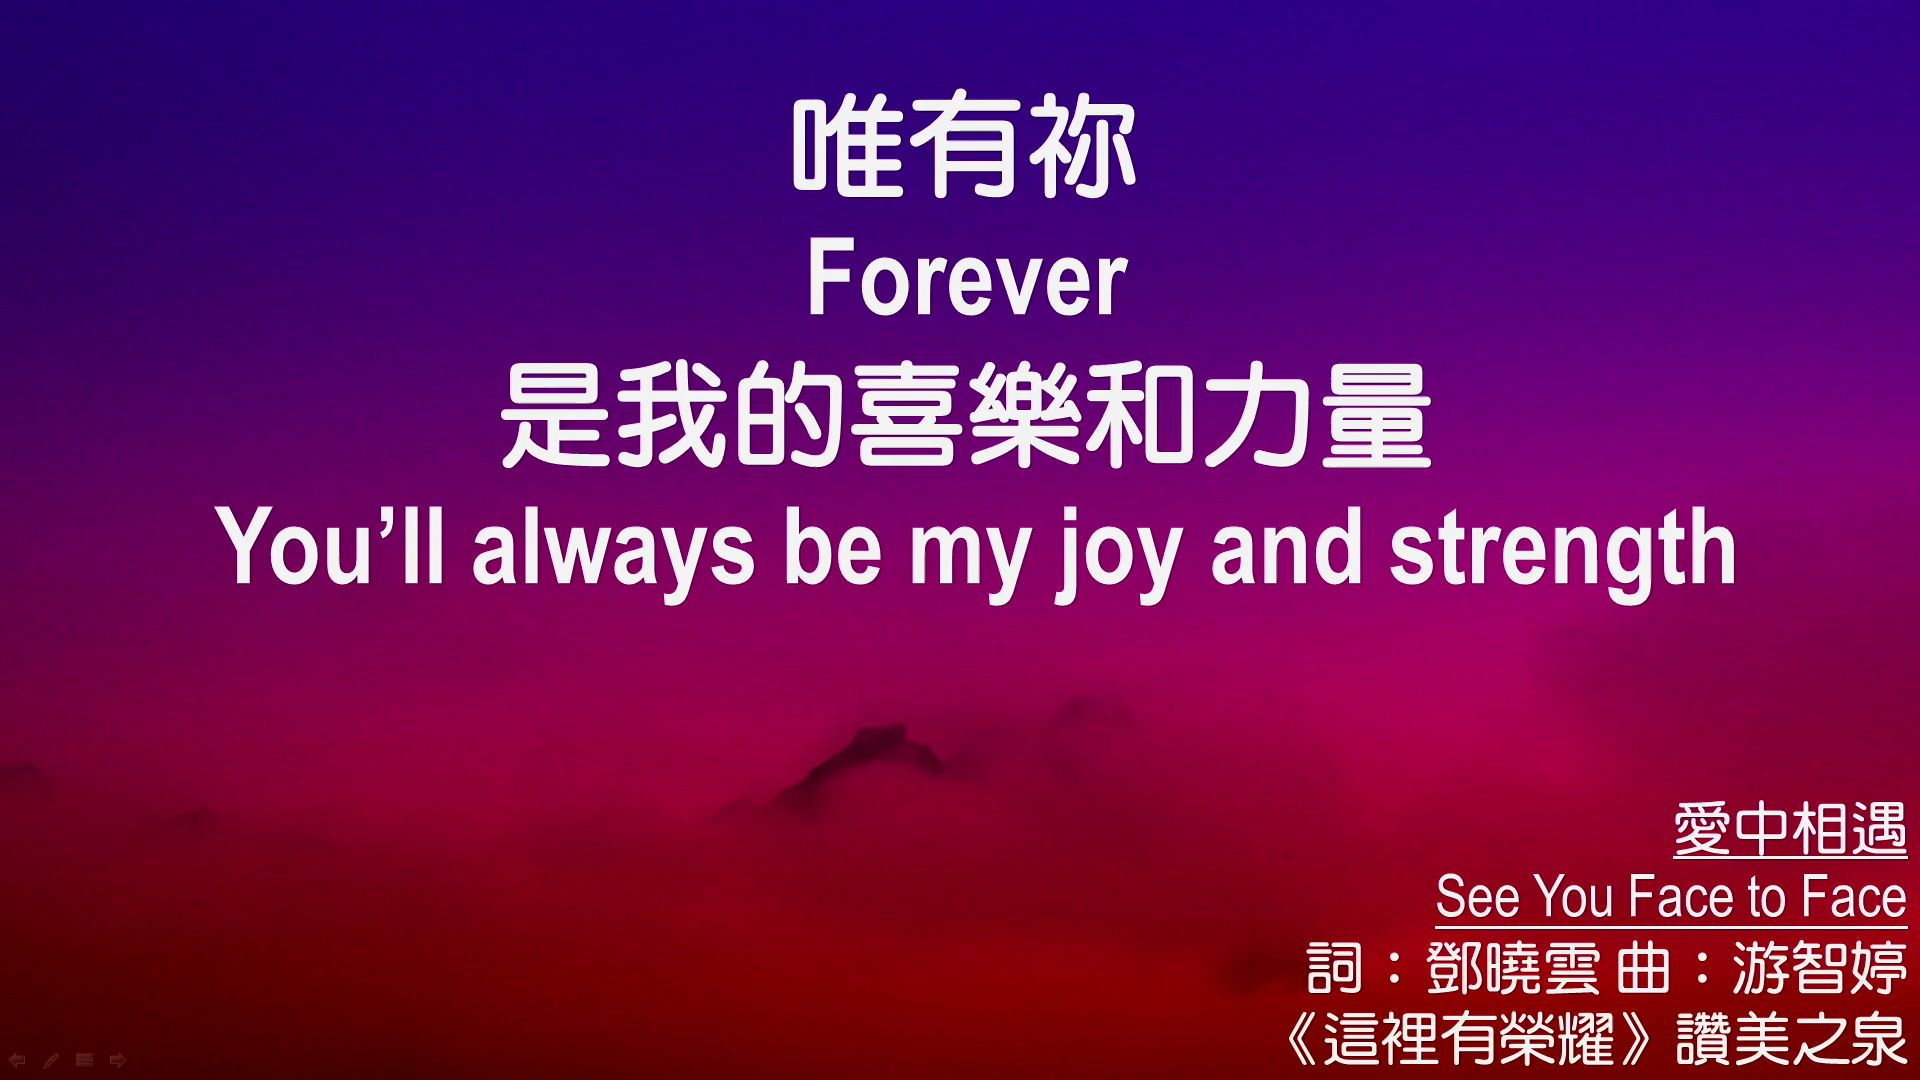 唯有祢
Forever
是我的喜樂和力量
You’ll always be my joy and strength
愛中相遇
See You Face to Face
詞：鄧曉雲 曲：游智婷
《這裡有榮耀》讚美之泉